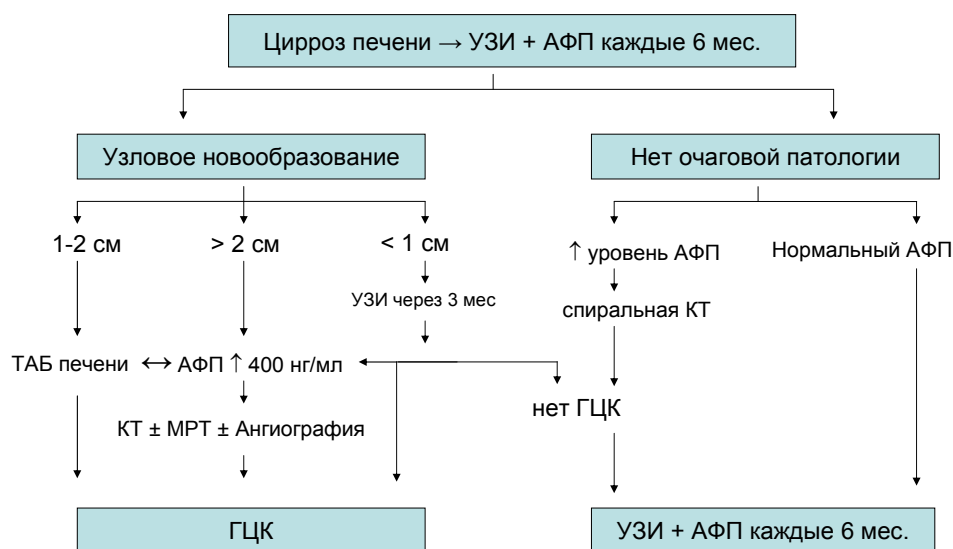 Цирроз печени → УЗИ + АФП каждые 6 мес.
Узловое новообразование
Нет очаговой патологии
1-2 см
> 2 см
< 1 см
↑ уровень АФП
Нормальный АФП
УЗИ через 3 мес
спиральная КТ
ТАБ печени ↔ АФП ↑ 400 нг/мл
нет ГЦК
КТ ± МРТ ± Ангиография
ГЦК
УЗИ + АФП каждые 6 мес.